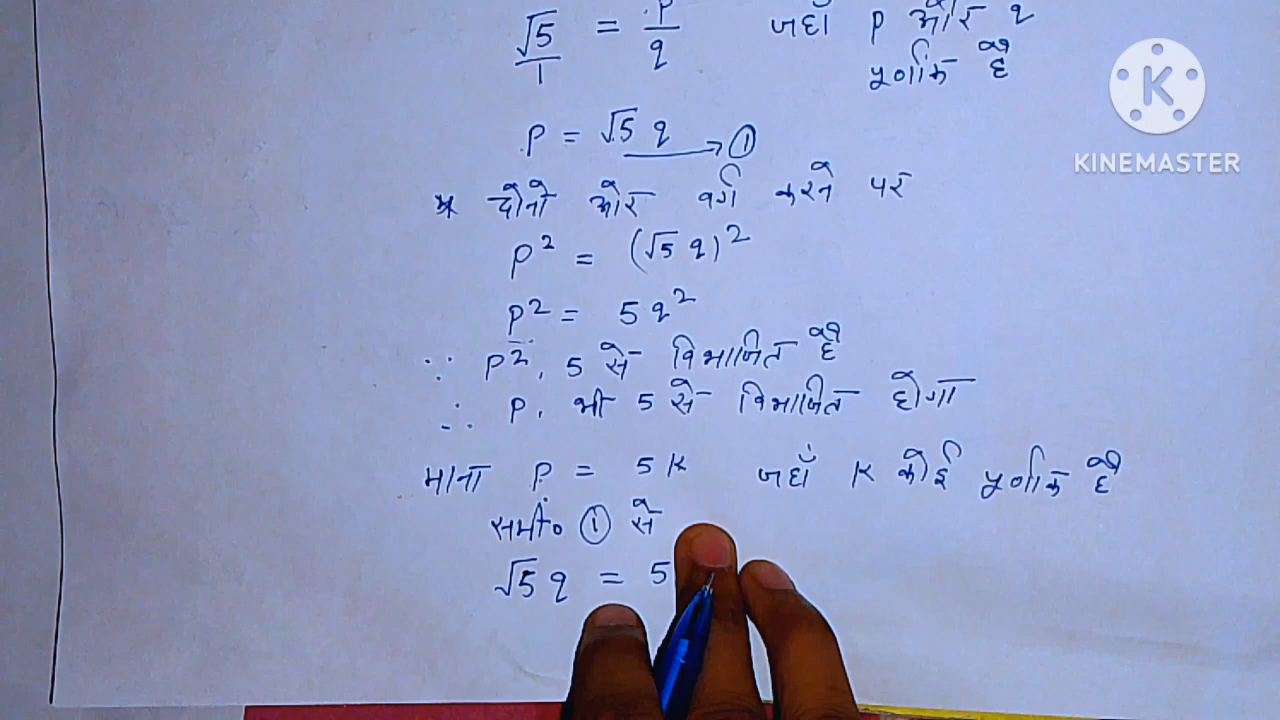 √5/1 = P/q जहाँ P और q
पूर्णांक है
K
KINEMASTER
P = √5 q → ①
* दोनो ओर वर्ग करने पर
P² = (√5 q)²
P² = 5q²
∵ P², 5 से विभाजित है
∴ P, भी 5 से विभाजित होगा
माना P = 5K जहाँ K कोई पूर्णांक है
समी० ① से
√5 q = 5